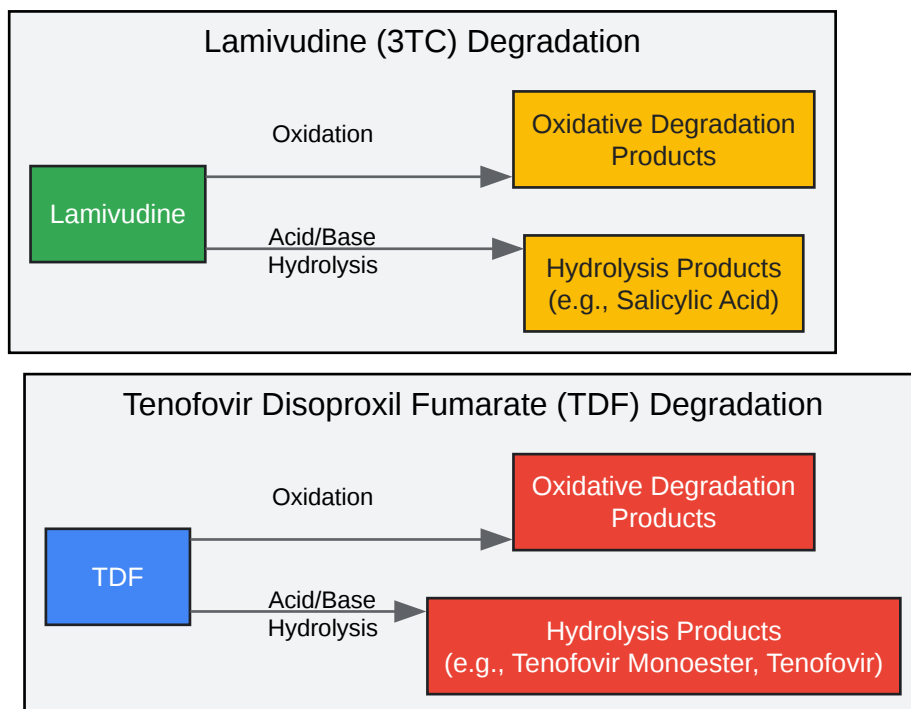 Lamivudine (3TC) Degradation
Oxidation
Oxidative Degradation
Products
Lamivudine
Acid/Base
Hydrolysis
Hydrolysis Products
(e.g., Salicylic Acid)
Tenofovir Disoproxil Fumarate (TDF) Degradation
Oxidation
Oxidative Degradation
Products
TDF
Acid/Base
Hydrolysis
Hydrolysis Products
(e.g., Tenofovir Monoester, Tenofovir)